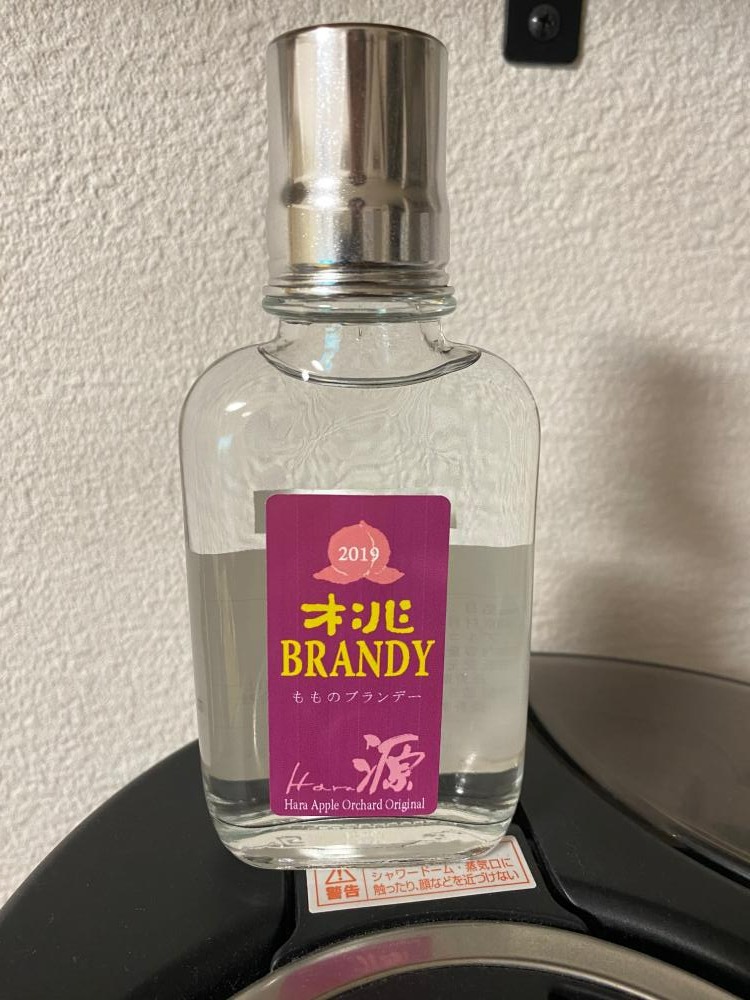 2019
桃
BRANDY
もものブランデー
Hara 源
Hara Apple Orchard Original
警告
シャワードーム・蒸気口に
触ったり、顔などを近づけない